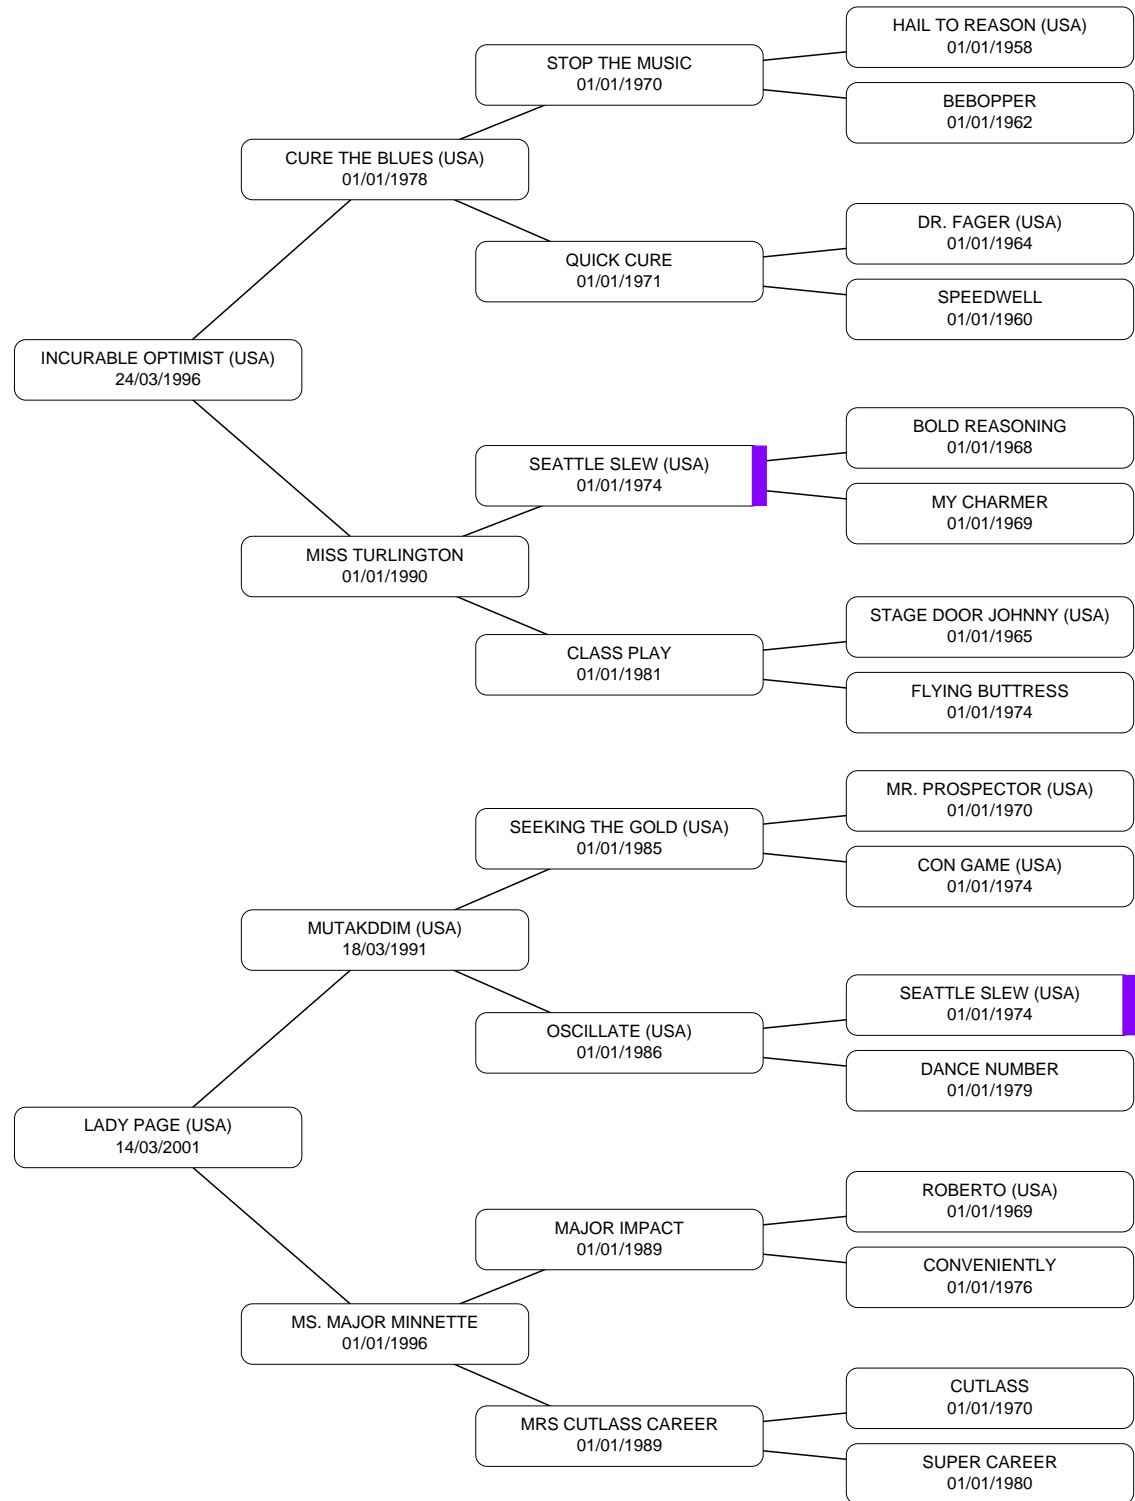 HAIL TO REASON (USA)
01/01/1958
STOP THE MUSIC
01/01/1970
BEBOPPER
01/01/1962
CURE THE BLUES (USA)
01/01/1978
DR. FAGER (USA)
01/01/1964
QUICK CURE
01/01/1971
SPEEDWELL
01/01/1960
INCURABLE OPTIMIST (USA)
24/03/1996
BOLD REASONING
01/01/1968
SEATTLE SLEW (USA)
01/01/1974
MY CHARMER
01/01/1969
MISS TURLINGTON
01/01/1990
STAGE DOOR JOHNNY (USA)
01/01/1965
CLASS PLAY
01/01/1981
FLYING BUTTRESS
01/01/1974
MR. PROSPECTOR (USA)
01/01/1970
SEEKING THE GOLD (USA)
01/01/1985
CON GAME (USA)
01/01/1974
MUTAKDDIM (USA)
18/03/1991
SEATTLE SLEW (USA)
01/01/1974
OSCILLATE (USA)
01/01/1986
DANCE NUMBER
01/01/1979
LADY PAGE (USA)
14/03/2001
ROBERTO (USA)
01/01/1969
MAJOR IMPACT
01/01/1989
CONVENIENTLY
01/01/1976
MS. MAJOR MINNETTE
01/01/1996
CUTLASS
01/01/1970
MRS CUTLASS CAREER
01/01/1989
SUPER CAREER
01/01/1980